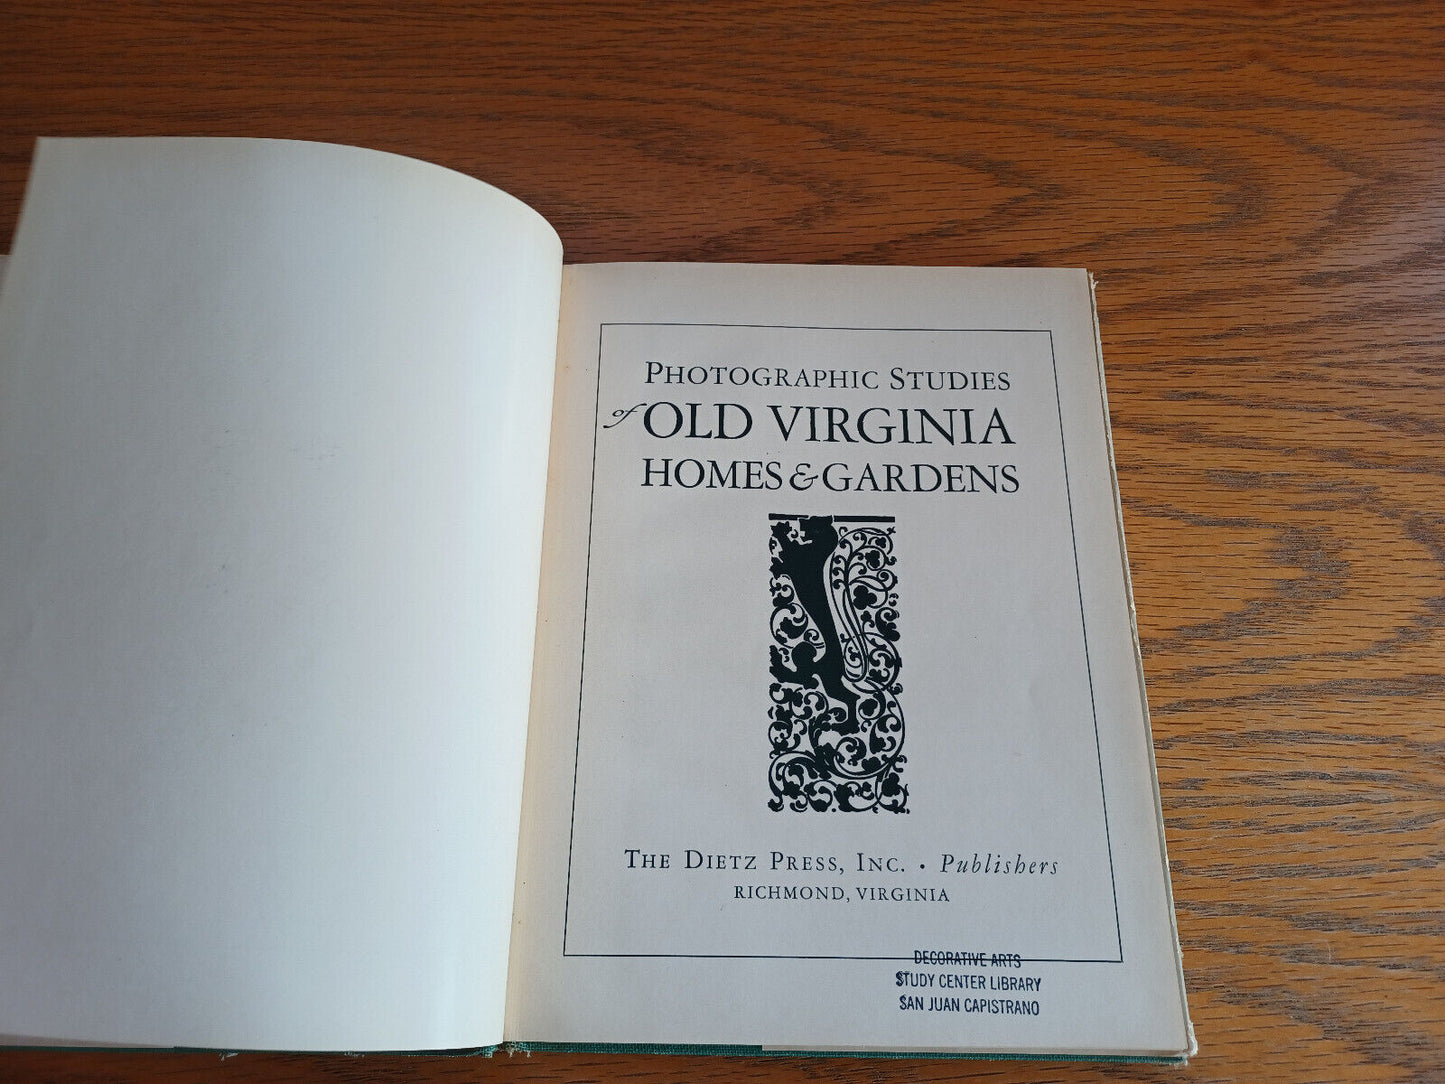 PHOTOGRAPHIC STUDIES
of OLD VIRGINIA
HOMES & GARDENS
THE DIETZ PRESS, INC. • Publishers
RICHMOND, VIRGINIA
DECORATIVE ARTS
STUDY CENTER LIBRARY
SAN JUAN CAPISTRANO